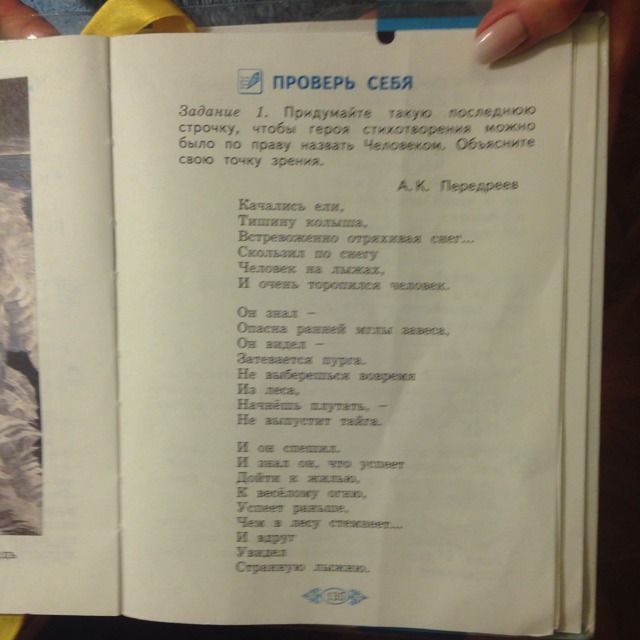 ПРОВЕРЬ СЕБЯ
Задание 1. Придумайте такую последнюю
строчку, чтобы героя стихотворения можно
было по праву назвать Человеком. Объясните
свою точку зрения.
А. К. Передреев
Качались ели,
Тишину колыша,
Встревоженно отряхивая снег...
Скользил по снегу
Человек на лыжах,
И очень торопился человек.
Он знал –
Опасна ранней мглы завеса,
Он видел –
Затевается пурга.
Не выберешься вовремя
Из леса,
Начнёшь плутать, –
Не выпустит тайга.
И он спешил.
И знал он, что успеет
Дойти к жилью,
К весёлому огню,
Успеет раньше,
Чем в лесу стемнеет...
И вдруг
Увидел
Странную лыжню.